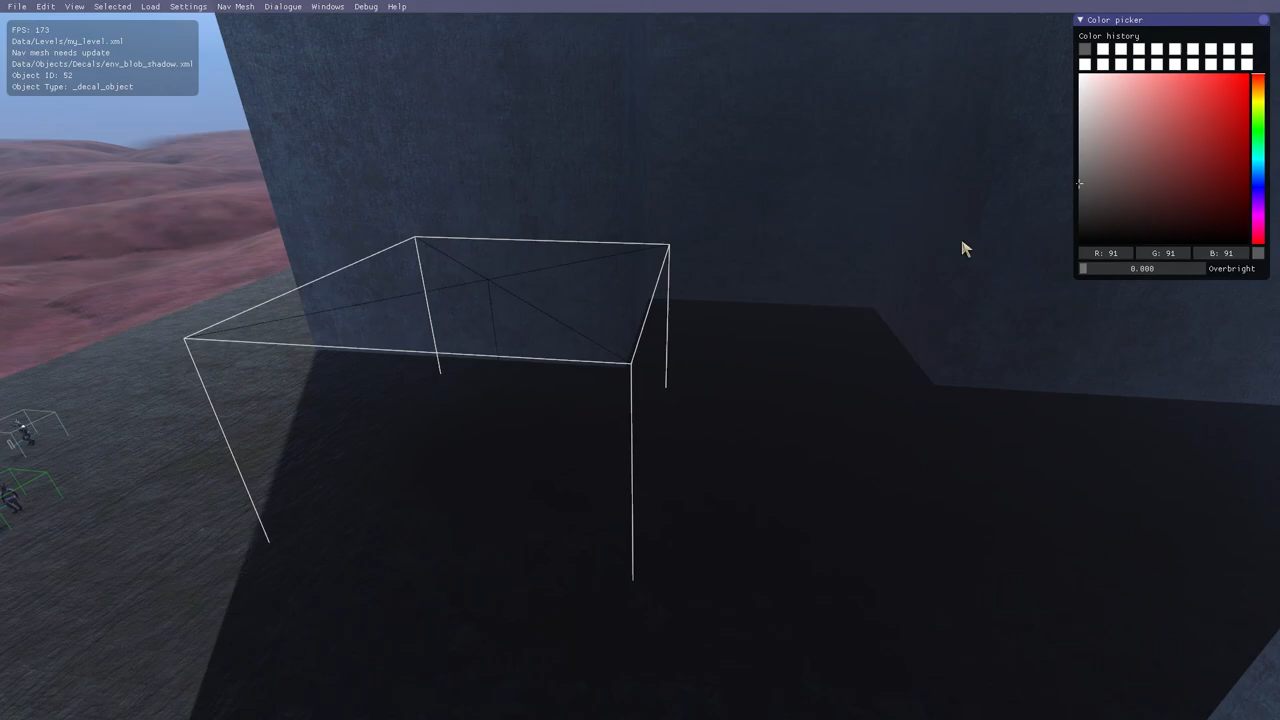 File Edit View Selected Load Settings Nav Mesh Dialogue Windows Debug Help
FPS: 173
Data/Levels/my_level.xml
Nav mesh needs update
Data/Objects/Decals/env_blob_shadow.xml
Object ID: 52
Object Type: _decal_object
Color picker
Color history
R: 91 G: 91 B: 91
0.000 Overbright